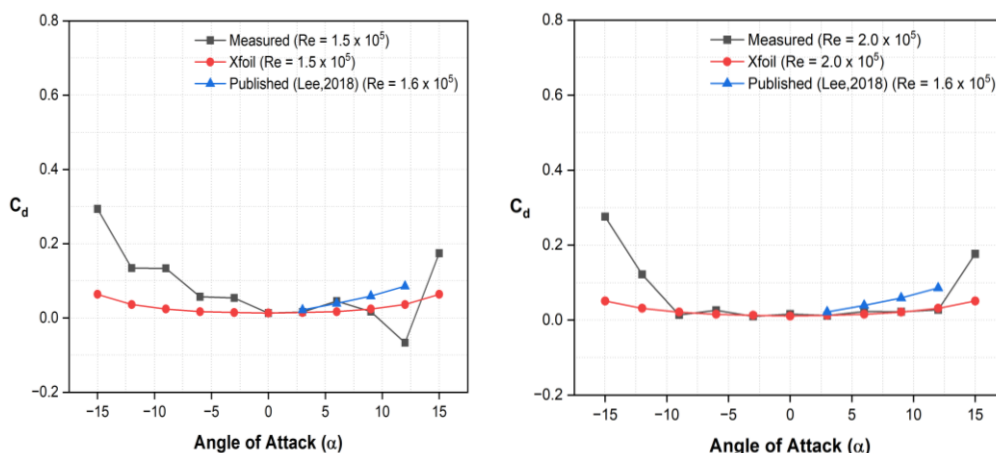 0.8
0.6
0.4
0.2
0.0
−0.2
C_d
Measured (Re = 1.5 x 10⁵)
Xfoil (Re = 1.5 x 10⁵)
Published (Lee,2018) (Re = 1.6 x 10⁵)
−15 −10 −5 0 5 10 15
Angle of Attack (α)
0.8
0.6
0.4
0.2
0.0
−0.2
C_d
Measured (Re = 2.0 x 10⁵)
Xfoil (Re = 2.0 x 10⁵)
Published (Lee,2018) (Re = 1.6 x 10⁵)
−15 −10 −5 0 5 10 15
Angle of Attack (α)